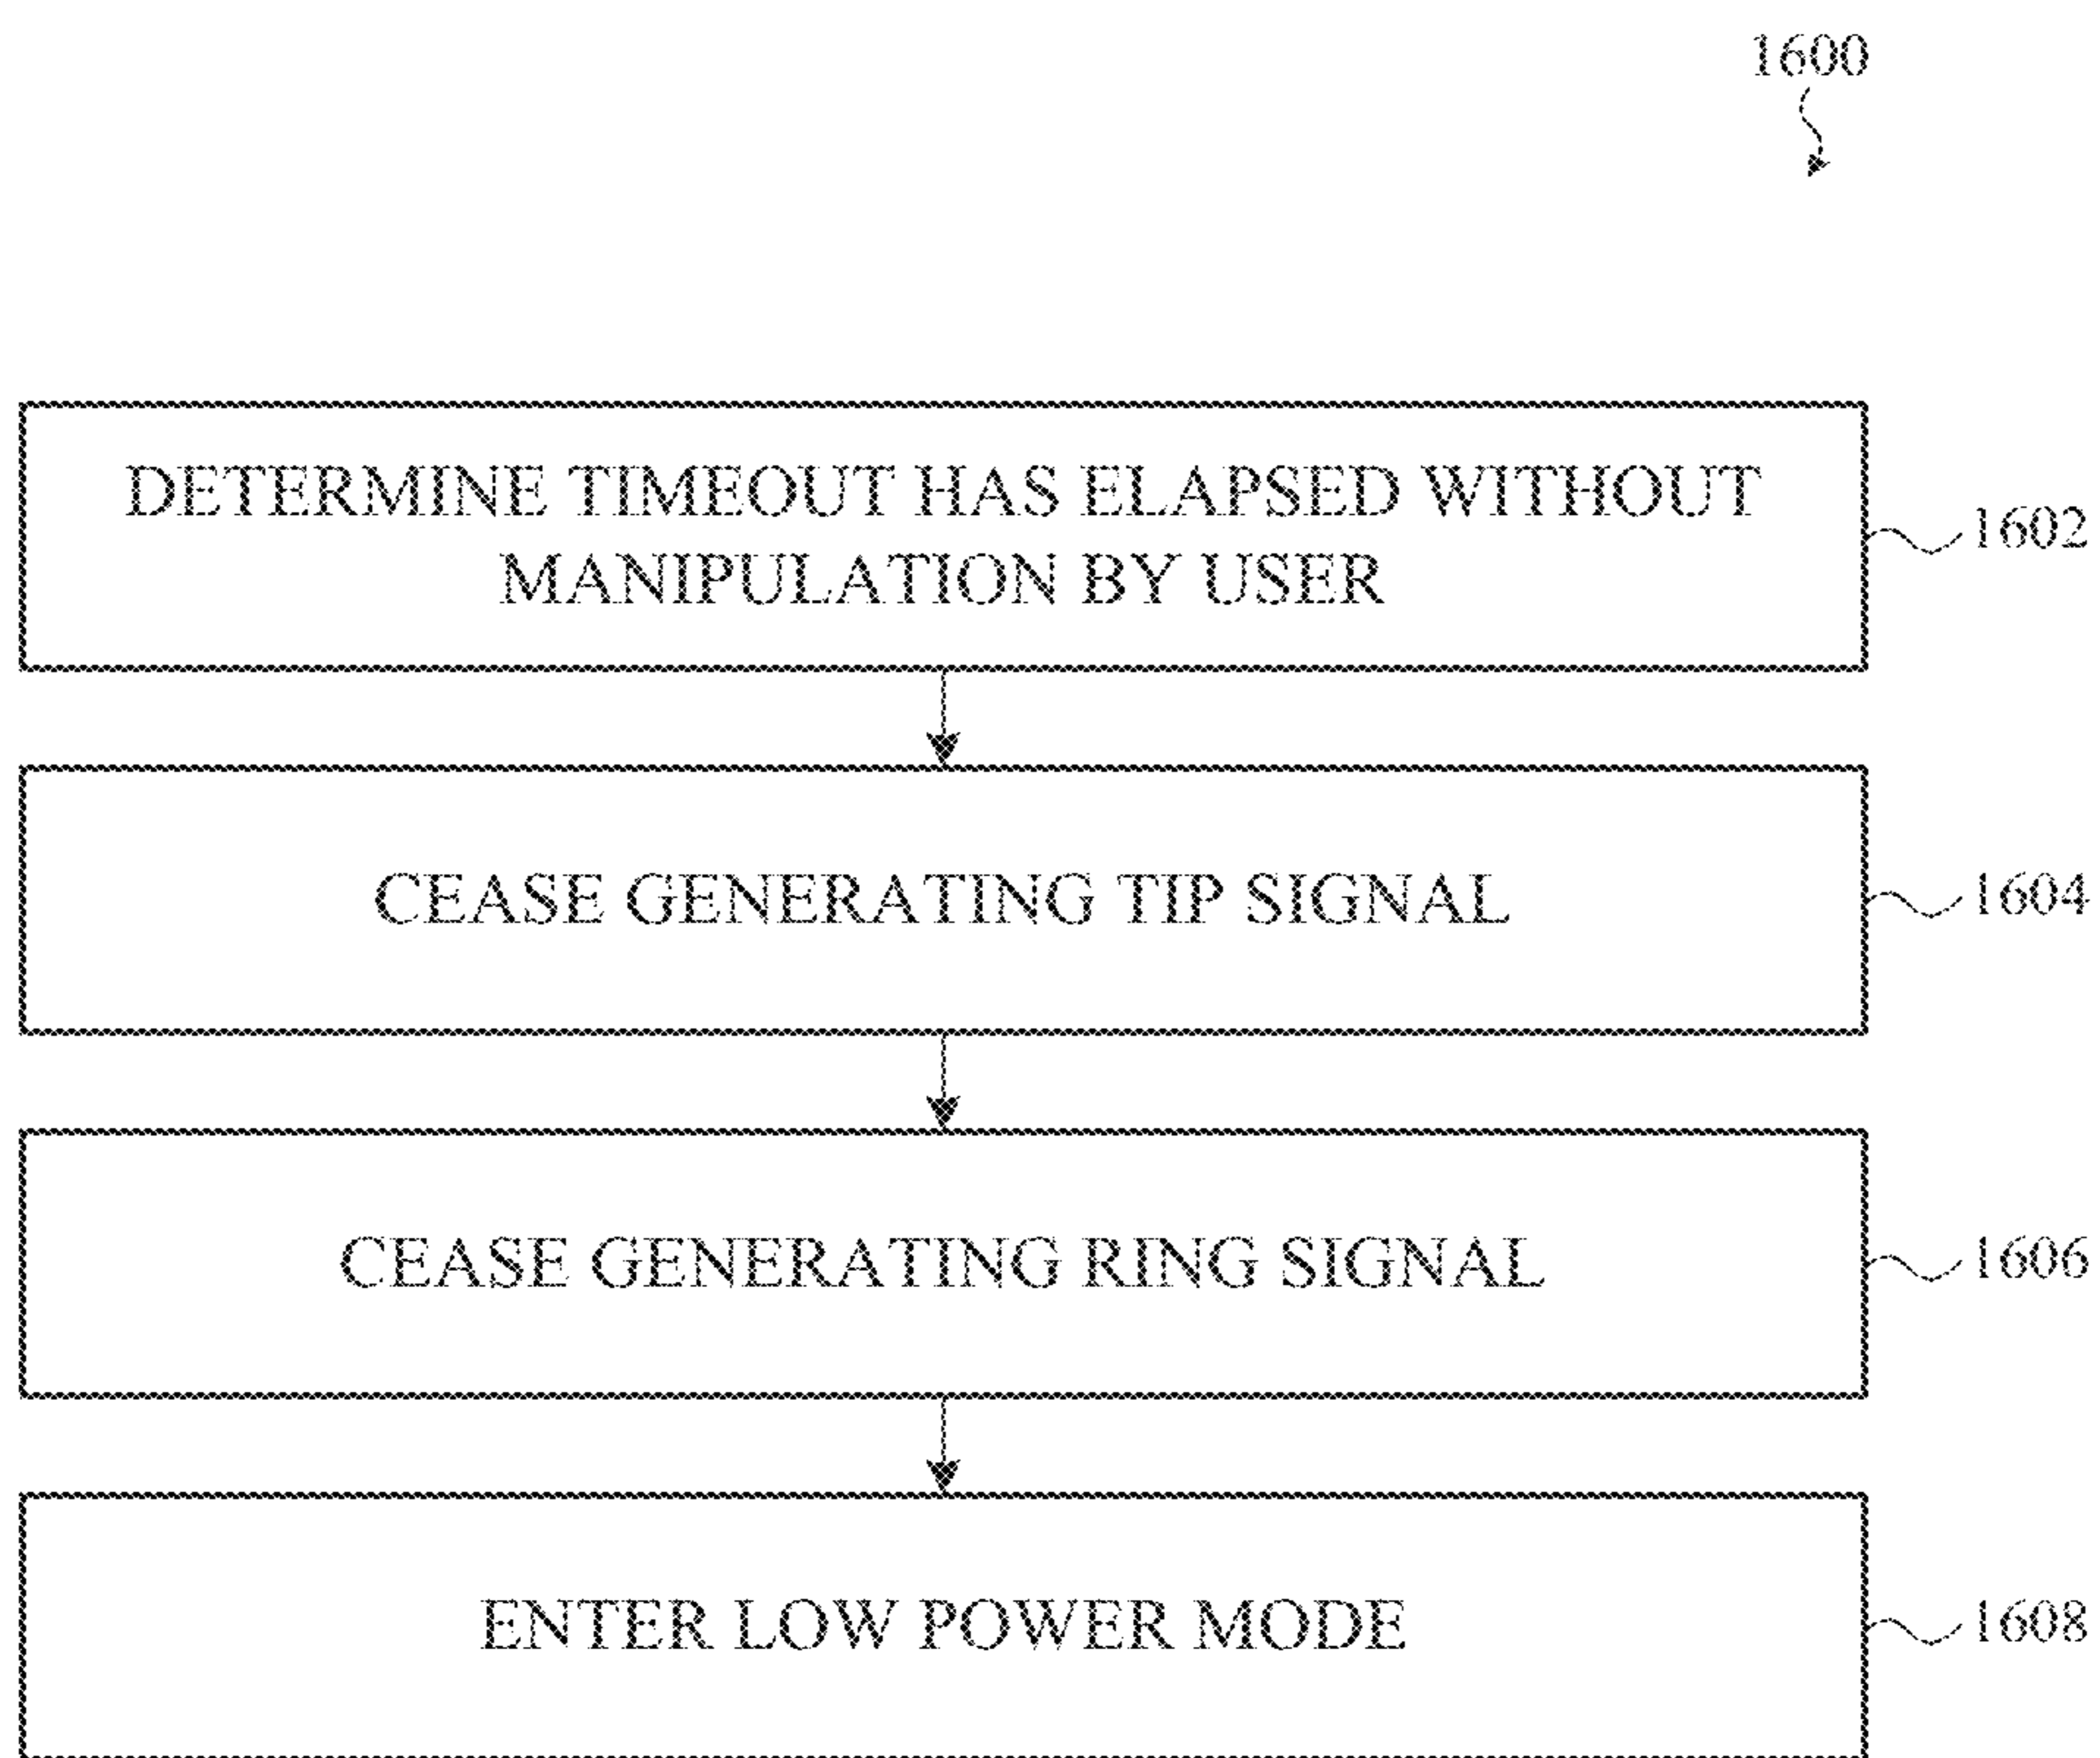 1600
DETERMINE TIMEOUT HAS ELAPSED WITHOUT
MANIPULATION BY USER
1602
CEASE GENERATING TIP SIGNAL
1604
CEASE GENERATING RING SIGNAL
1606
ENTER LOW POWER MODE
1608